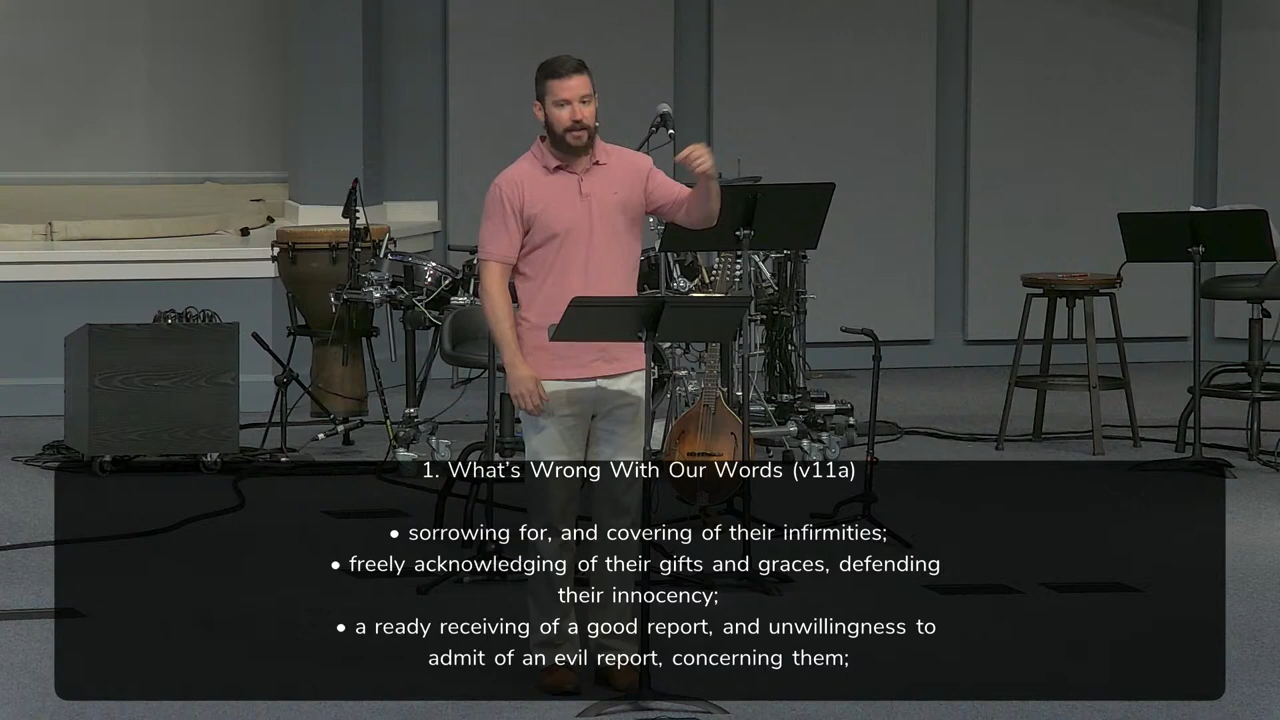 1. What's Wrong With Our Words (v11a)
• sorrowing for, and covering of their infirmities;
• freely acknowledging of their gifts and graces, defending
their innocency;
• a ready receiving of a good report, and unwillingness to
admit of an evil report, concerning them;